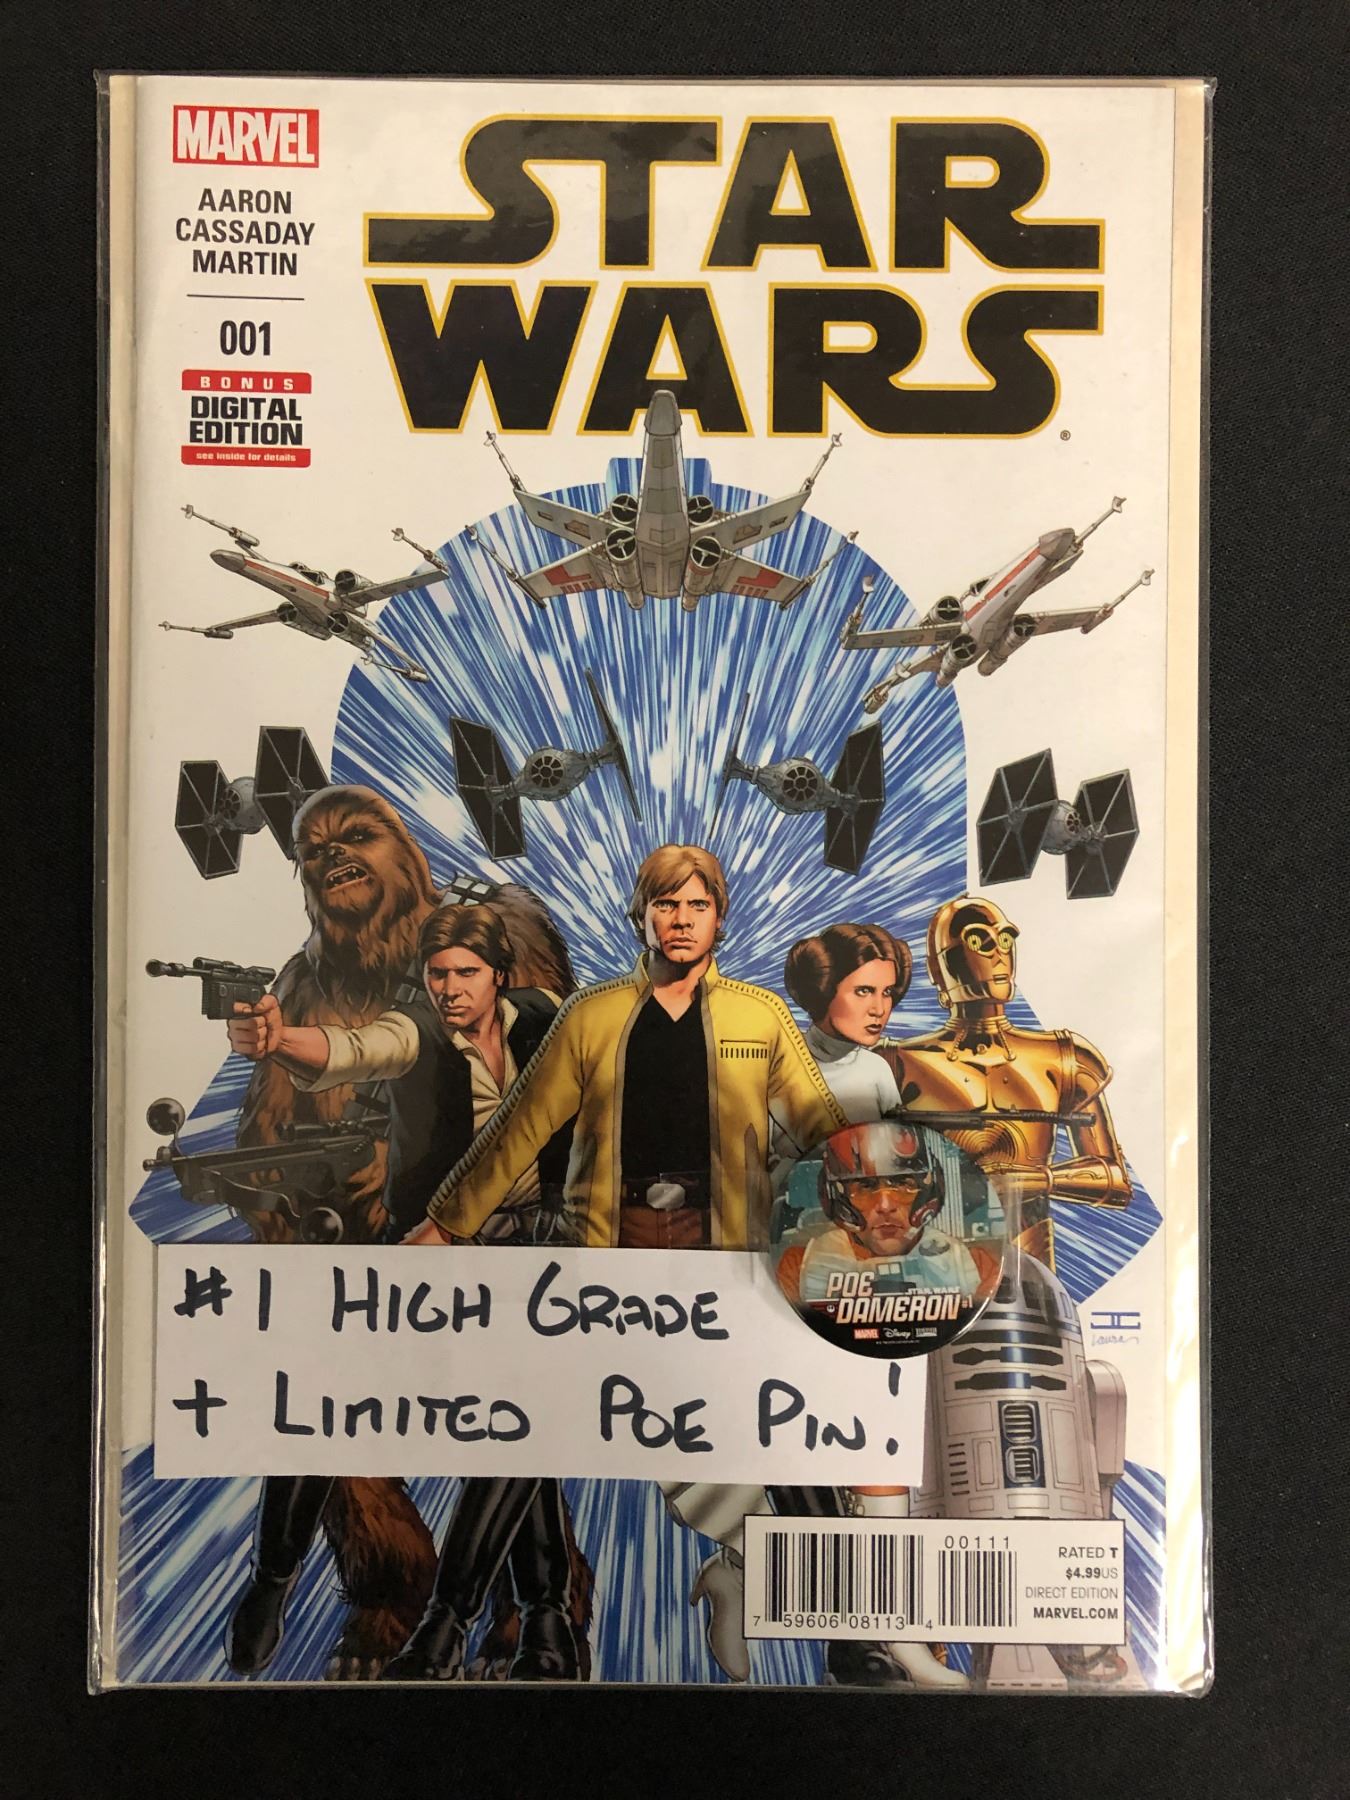 MARVEL
AARON
CASSADAY
MARTIN
001
BONUS
DIGITAL
EDITION
see inside for details
STAR
WARS
®
POE
STAR WARS
DAMERON #1
MARVEL Disney
#1 HIGH GRADE
+ LIMITED POE PIN!
Laura
00111
7 59606 08113 4
RATED T
$4.99US
DIRECT EDITION
MARVEL.COM